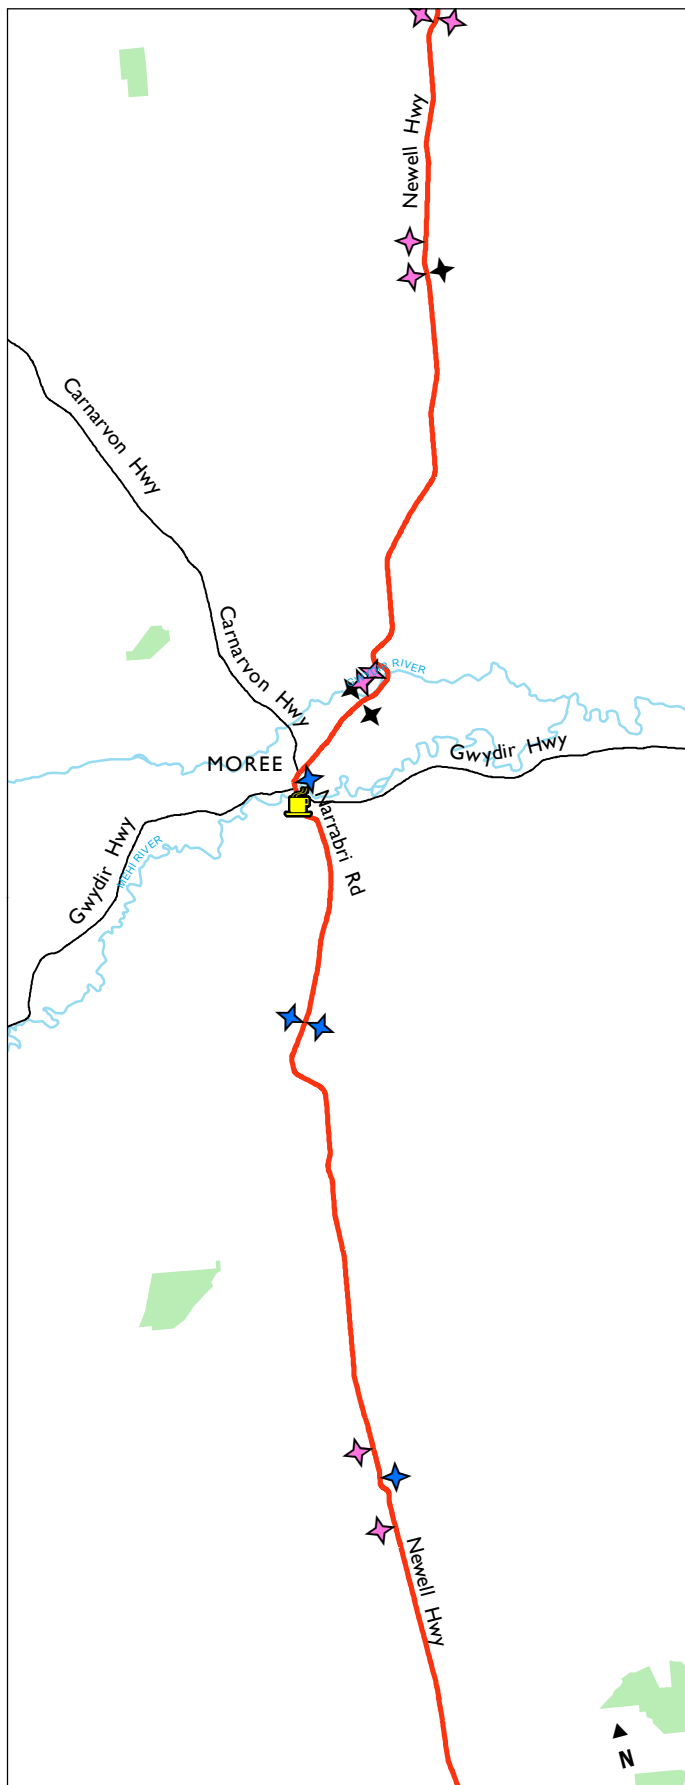 Newell Hwy
Carnarvon Hwy
Carnarvon Hwy
RIVER
Gwydir Hwy
MOREE
Narrabri Rd
Gwydir Hwy
MEHI RIVER
Newell Hwy
N